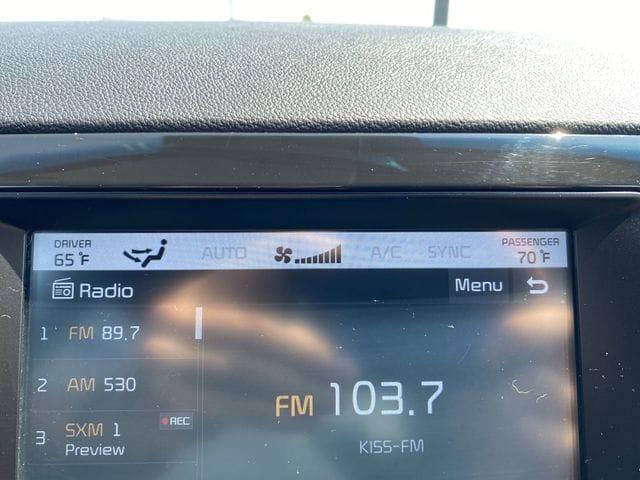 DRIVER
65°F
AUTO
A/C
SYNC
PASSENGER
70°F
Radio
Menu
1 FM 89.7
2 AM 530
3 SXM 1
REC
Preview
FM 103.7
KISS-FM